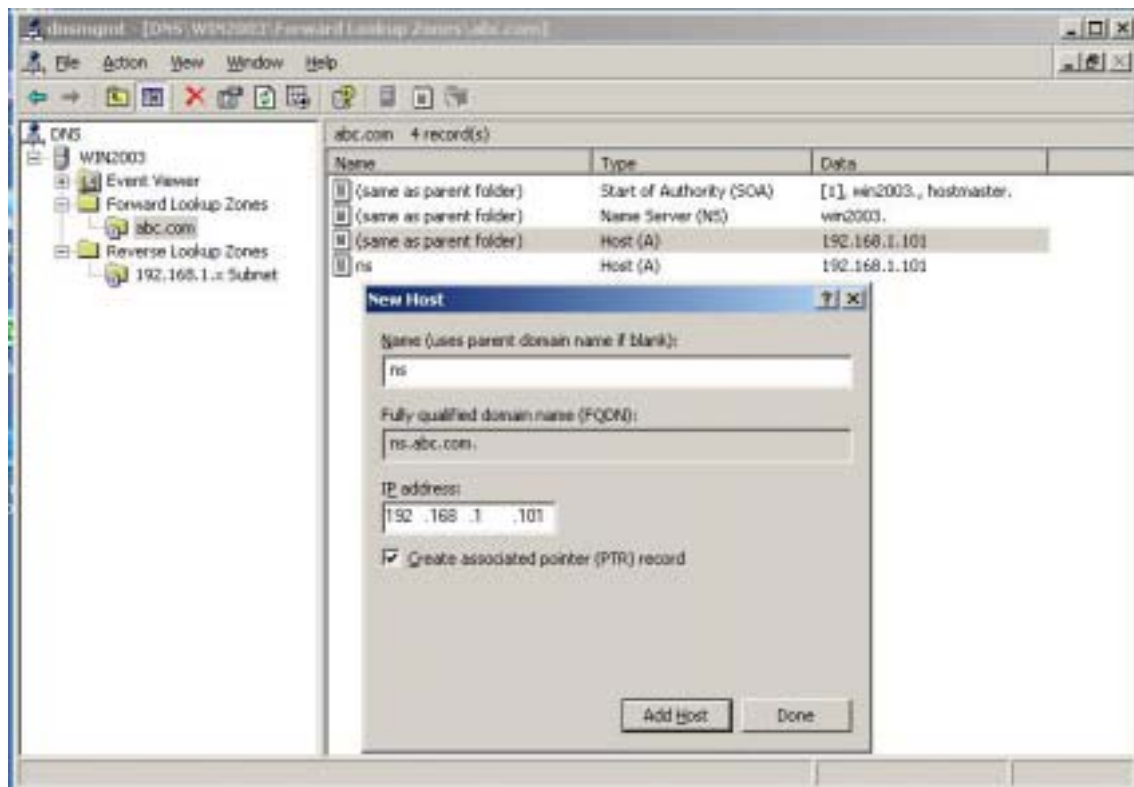 dnsmgmt - [DNS\WIN2003\Forward Lookup Zones\abc.com]
File Action View Window Help
DNS
WIN2003
Event Viewer
Forward Lookup Zones
abc.com
Reverse Lookup Zones
192.168.1.x Subnet
abc.com 4 record(s)
Name Type Data
(same as parent folder) Start of Authority (SOA) [1], win2003., hostmaster.
(same as parent folder) Name Server (NS) win2003.
(same as parent folder) Host (A) 192.168.1.101
ns Host (A) 192.168.1.101
New Host
Name (uses parent domain name if blank):
ns
Fully qualified domain name (FQDN):
ns.abc.com.
IP address:
192 .168 .1 .101
Create associated pointer (PTR) record
Add Host Done